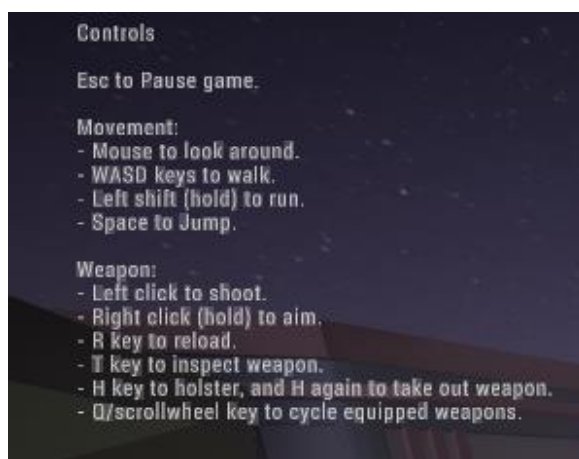 Controls
Esc to Pause game.
Movement:
- Mouse to look around.
- WASD keys to walk.
- Left shift (hold) to run.
- Space to Jump.
Weapon:
- Left click to shoot.
- Right click (hold) to aim.
- R key to reload.
- T key to inspect weapon.
- H key to holster, and H again to take out weapon.
- Q/scrollwheel key to cycle equipped weapons.